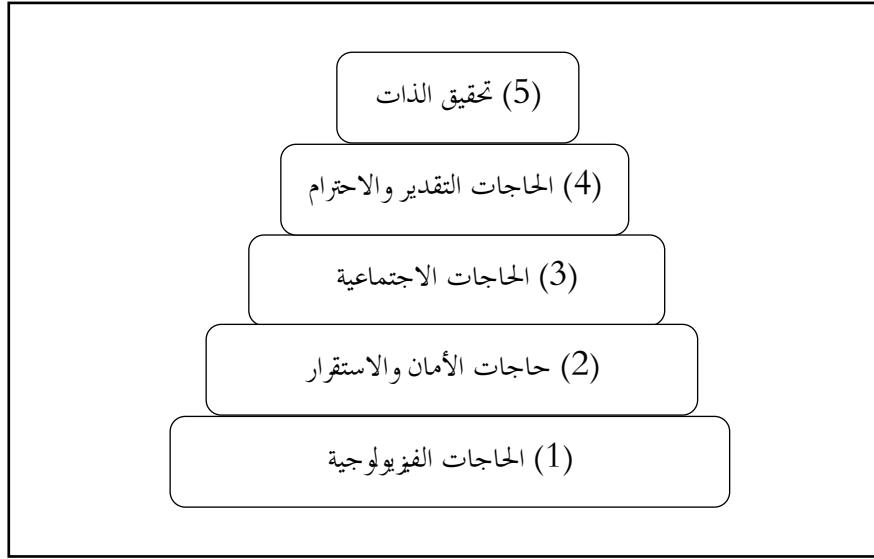 (5) تحقيق الذات
(4) الحاجات التقدير والاحترام
(3) الحاجات الاجتماعية
(2) حاجات الأمان والاستقرار
(1) الحاجات الفيزيولوجية